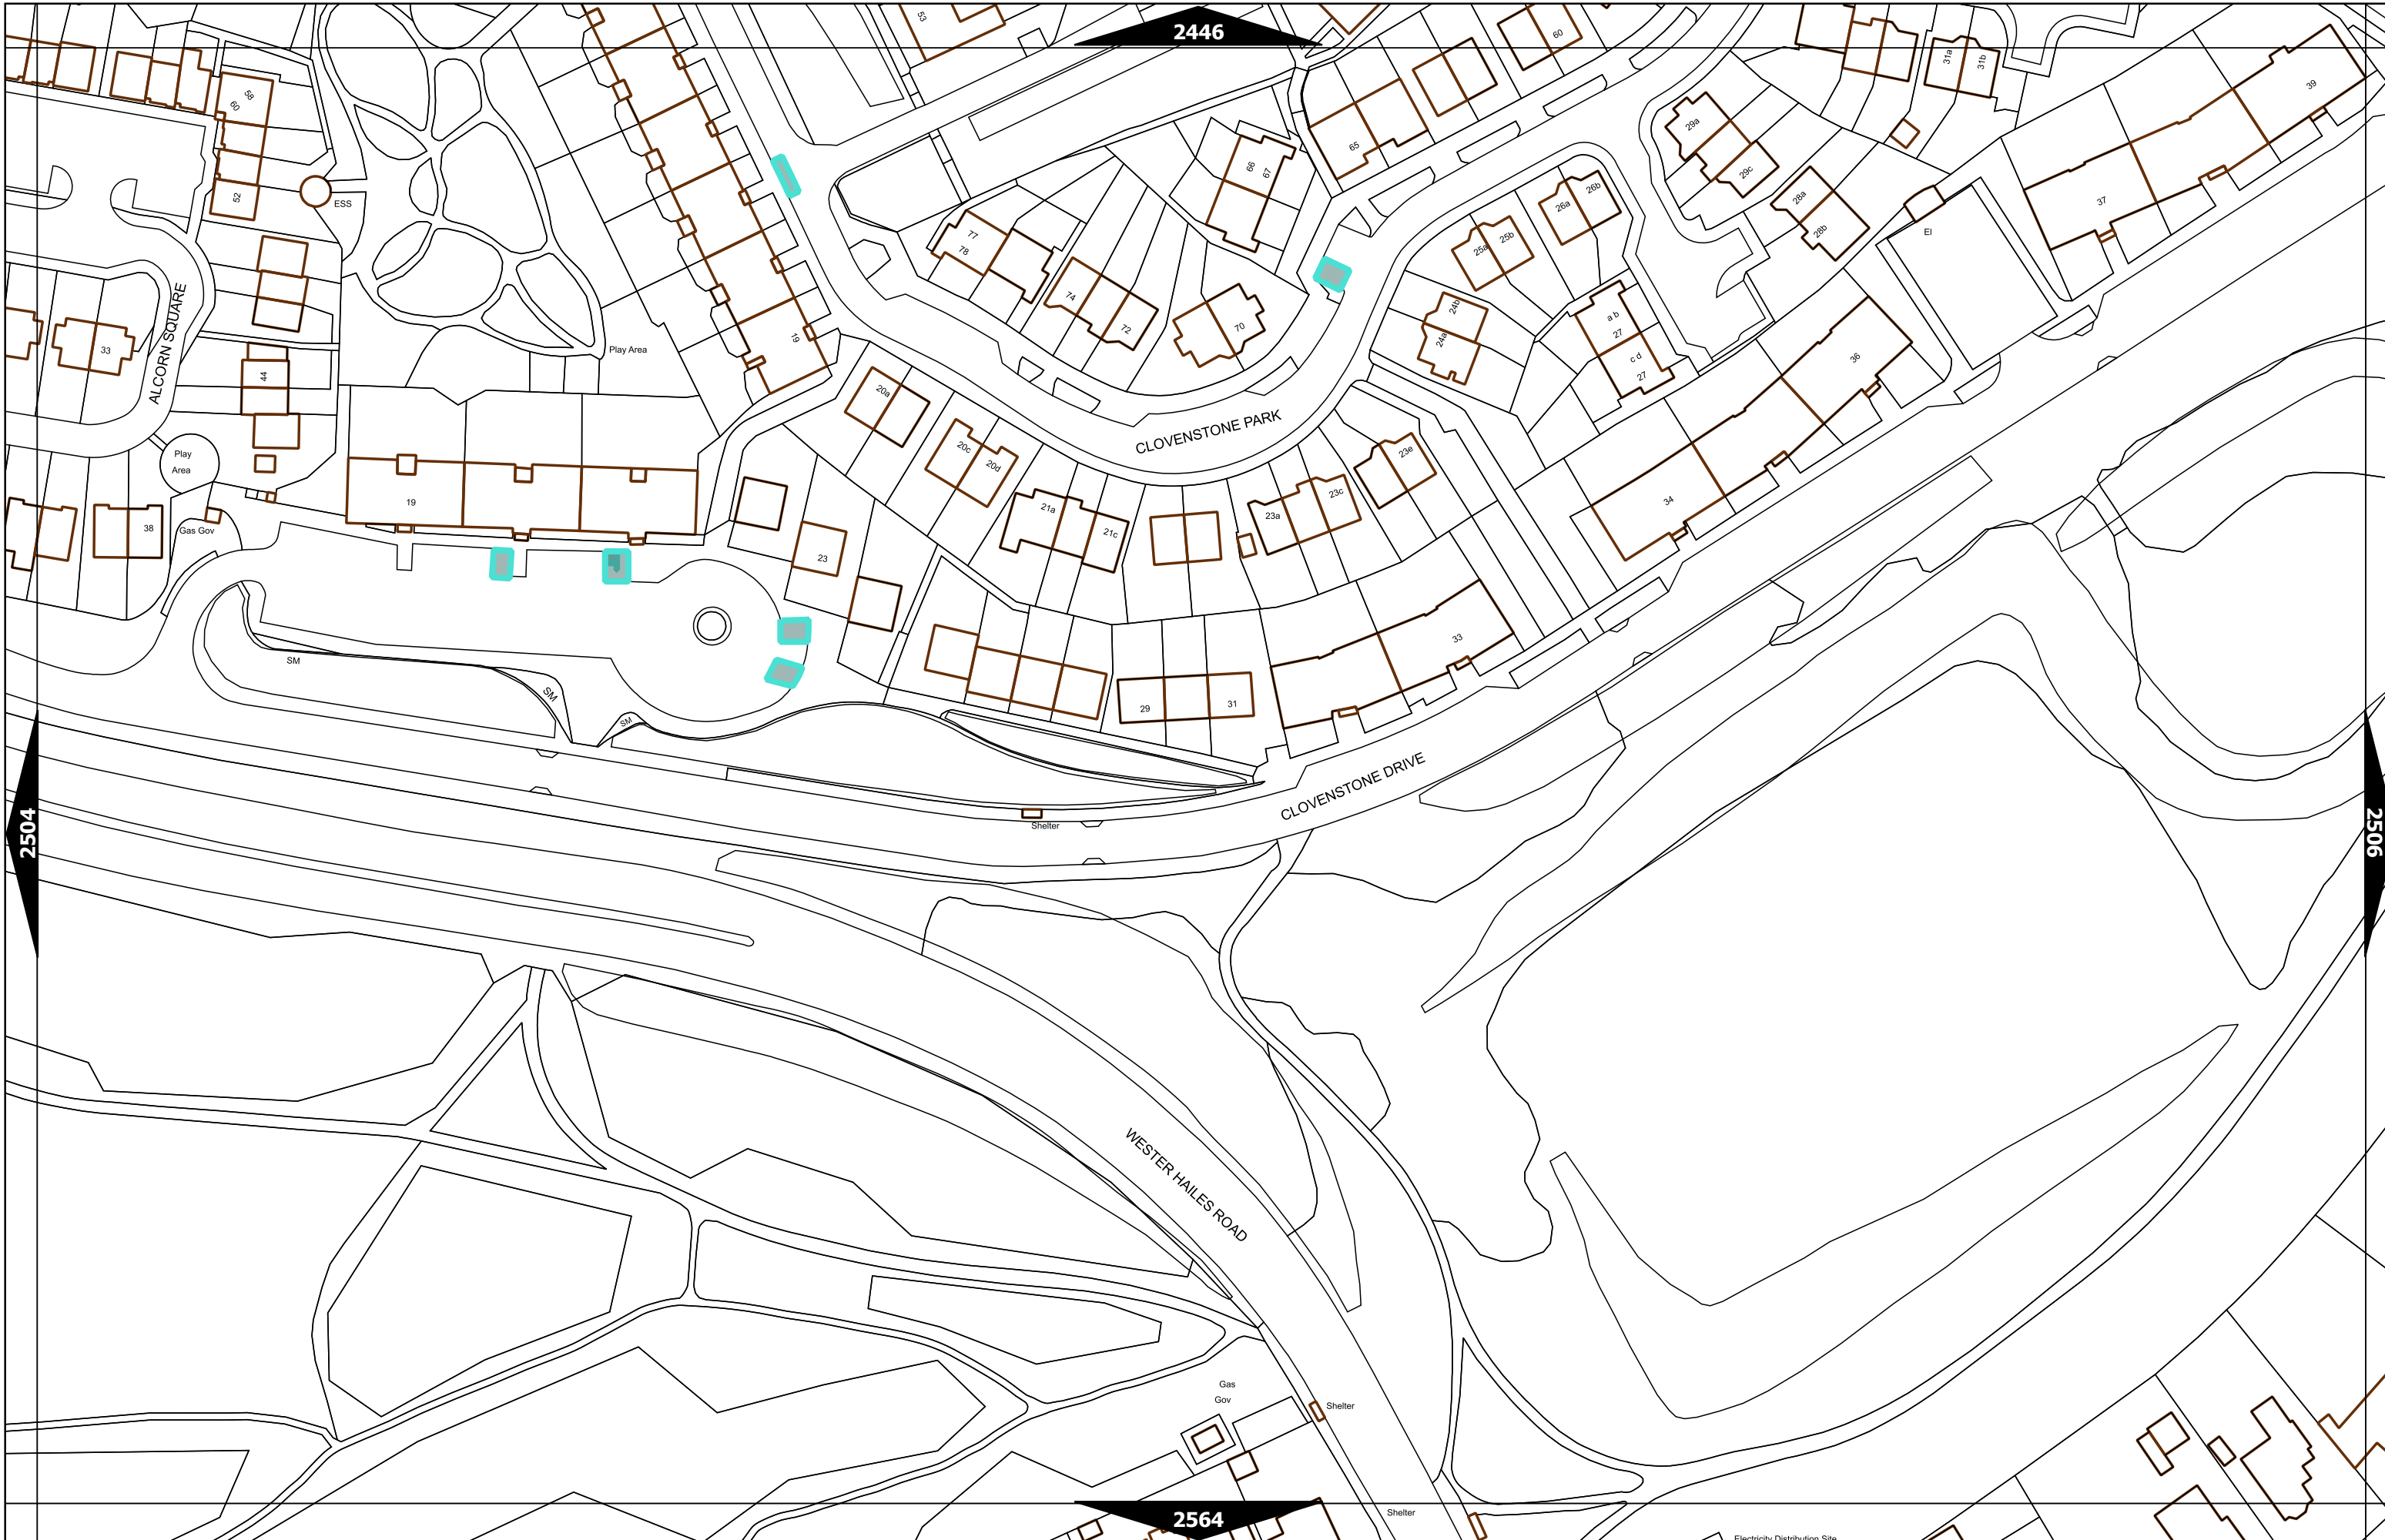 2446
53
60
31a
31b
39
58
60
65
29a
66
67
29c
52
ESS
26b
26a
28a
37
77
78
25b
25a
28b
El
ALCORN SQUARE
74
24b
a b
27
72
70
24a
19
33
Play Area
c d
27
36
44
20a
CLOVENSTONE PARK
Play
Area
20c
20d
23e
23c
19
21a
23a
34
38
Gas Gov
21c
23
33
SM
SM
SM
29
31
CLOVENSTONE DRIVE
2504
2506
Shelter
WESTER HAILES ROAD
Gas
Gov
Shelter
Shelter
2564
Electricity Distribution Site